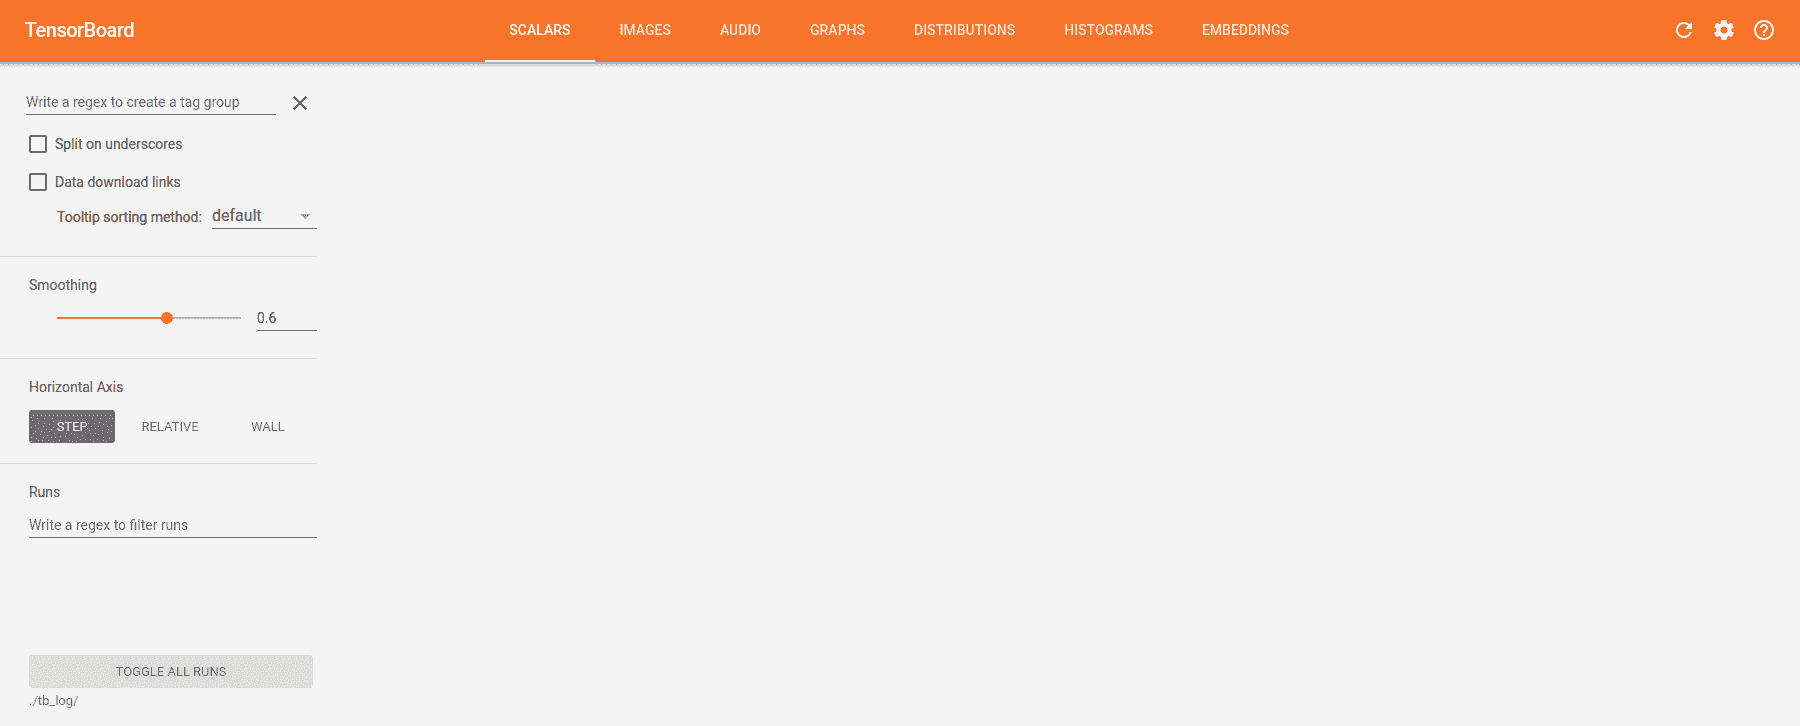 TensorBoard
SCALARS IMAGES AUDIO GRAPHS DISTRIBUTIONS HISTOGRAMS EMBEDDINGS
Write a regex to create a tag group
Split on underscores
Data download links
Tooltip sorting method: default
Smoothing
0.6
Horizontal Axis
STEP RELATIVE WALL
Runs
Write a regex to filter runs
TOGGLE ALL RUNS
./tb_log/